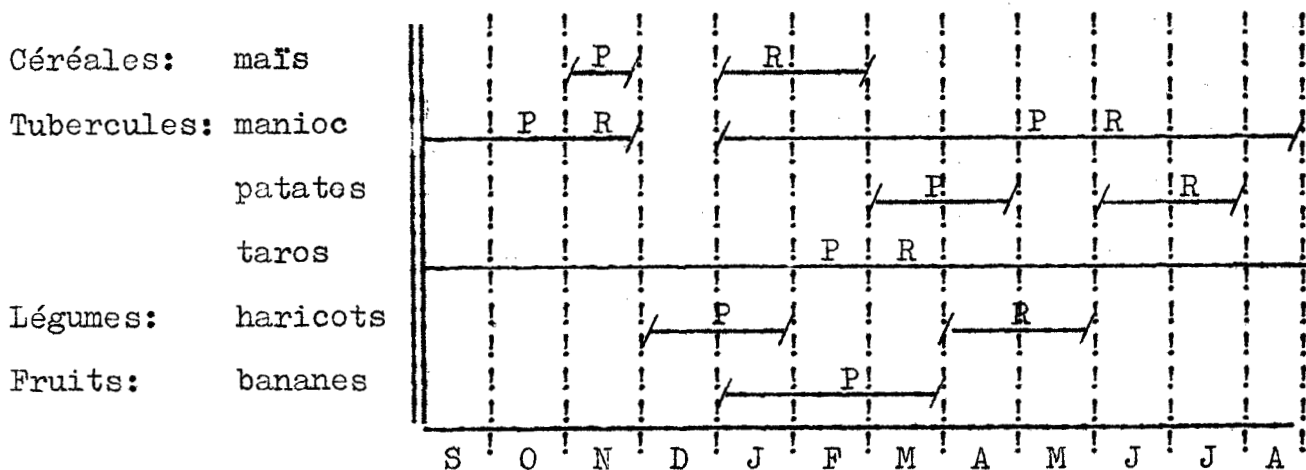 Céréales: maïs P R
Tubercules: manioc P R P R
patates P R
taros P R
Légumes: haricots P R
Fruits: bananes P
S O N D J F M A M J J A